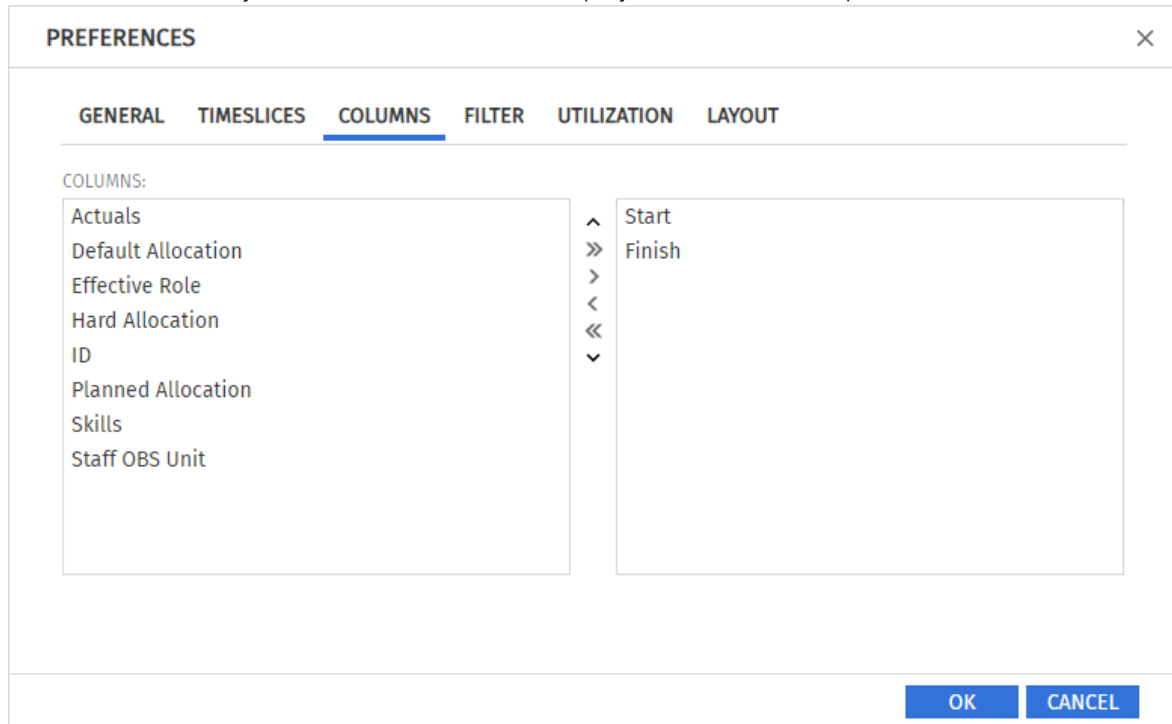 PREFERENCES
GENERAL TIMESLICES COLUMNS FILTER UTILIZATION LAYOUT
COLUMNS:
Actuals
Default Allocation
Effective Role
Hard Allocation
ID
Planned Allocation
Skills
Staff OBS Unit
Start
Finish
OK CANCEL